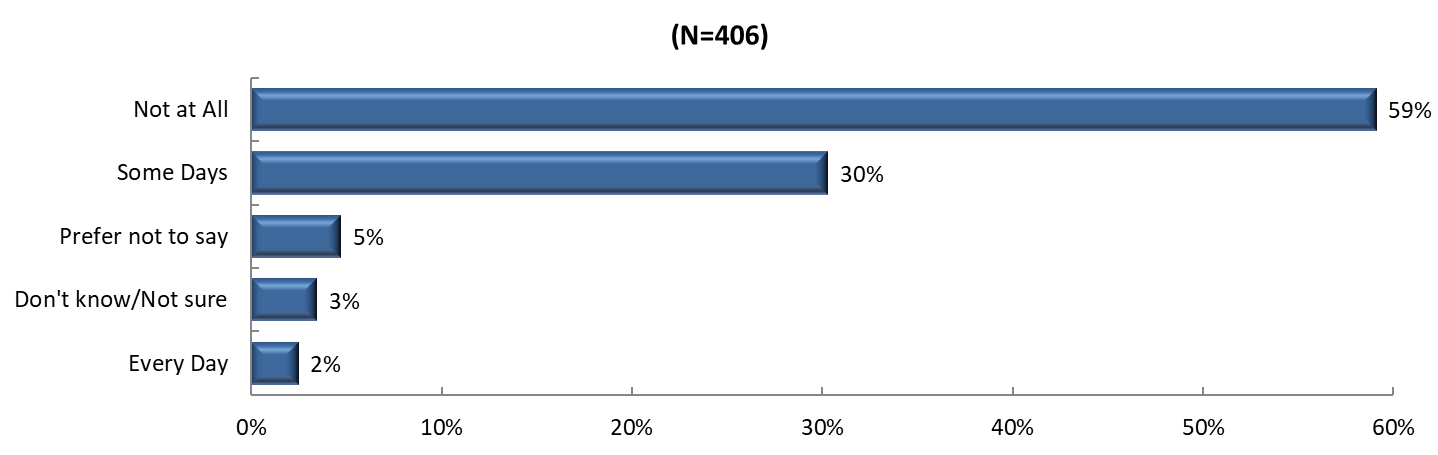 (N=406)
Not at All 59%
Some Days 30%
Prefer not to say 5%
Don't know/Not sure 3%
Every Day 2%
0% 10% 20% 30% 40% 50% 60%